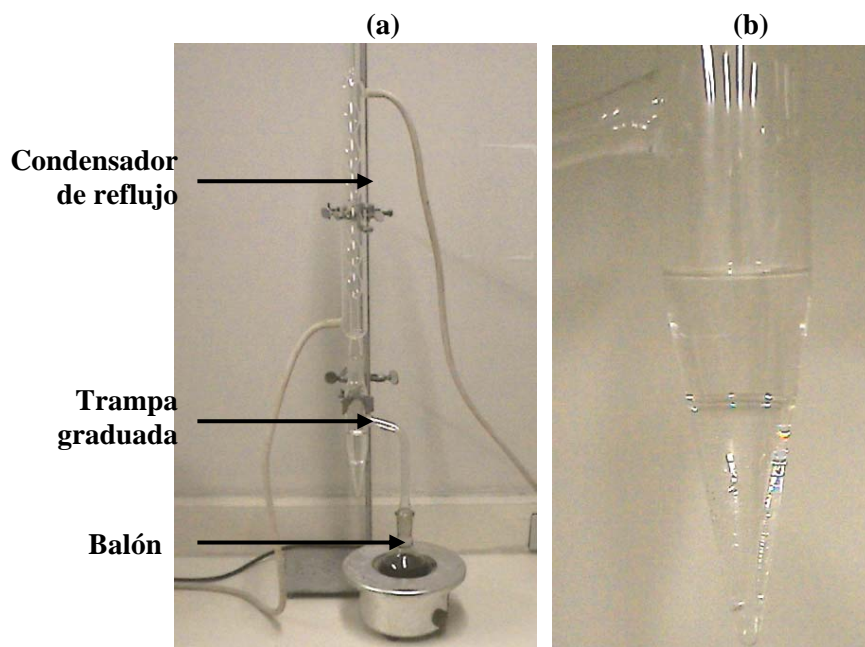 (a)
(b)
Condensador
de reflujo
Trampa
graduada
Balón